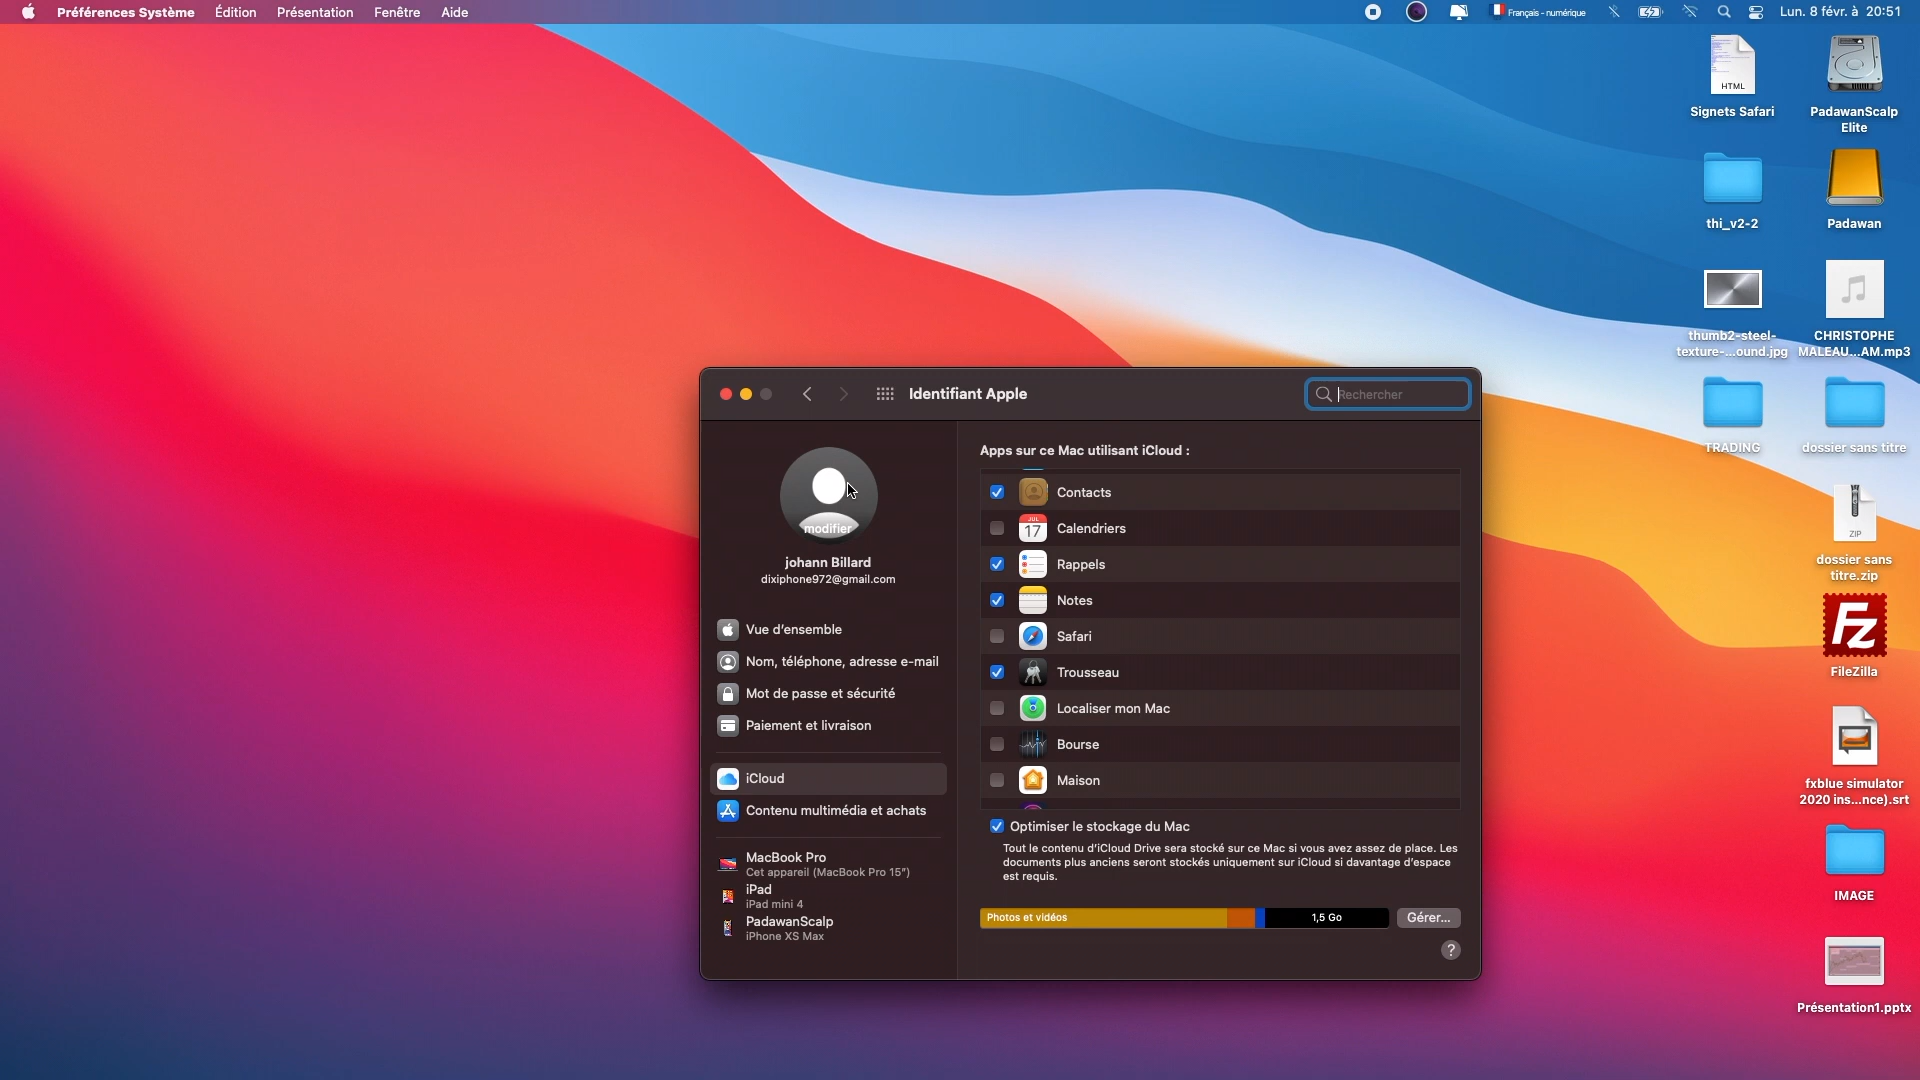 Préférences Système Édition Présentation Fenêtre Aide
Français - numérique
Lun. 8 févr. à 20:51
HTML
Signets Safari
PadawanScalp
Elite
thi_v2-2
Padawan
thumb2-steel-
texture-...ound.jpg
CHRISTOPHE
MALEAU...AM.mp3
TRADING
dossier sans titre
ZIP
dossier sans
titre.zip
Fz
FileZilla
fxblue simulator
2020 ins...nce).srt
IMAGE
Présentation1.pptx
Identifiant Apple
Rechercher
modifier
johann Billard
dixiphone972@gmail.com
Vue d'ensemble
Nom, téléphone, adresse e-mail
Mot de passe et sécurité
Paiement et livraison
iCloud
Contenu multimédia et achats
MacBook Pro
Cet appareil (MacBook Pro 15")
iPad
iPad mini 4
PadawanScalp
iPhone XS Max
Apps sur ce Mac utilisant iCloud :
Contacts
JUL
17
Calendriers
Rappels
Notes
Safari
Trousseau
Localiser mon Mac
Bourse
Maison
Optimiser le stockage du Mac
Tout le contenu d'iCloud Drive sera stocké sur ce Mac si vous avez assez de place. Les
documents plus anciens seront stockés uniquement sur iCloud si davantage d'espace
est requis.
Photos et vidéos
1,5 Go
Gérer...
?